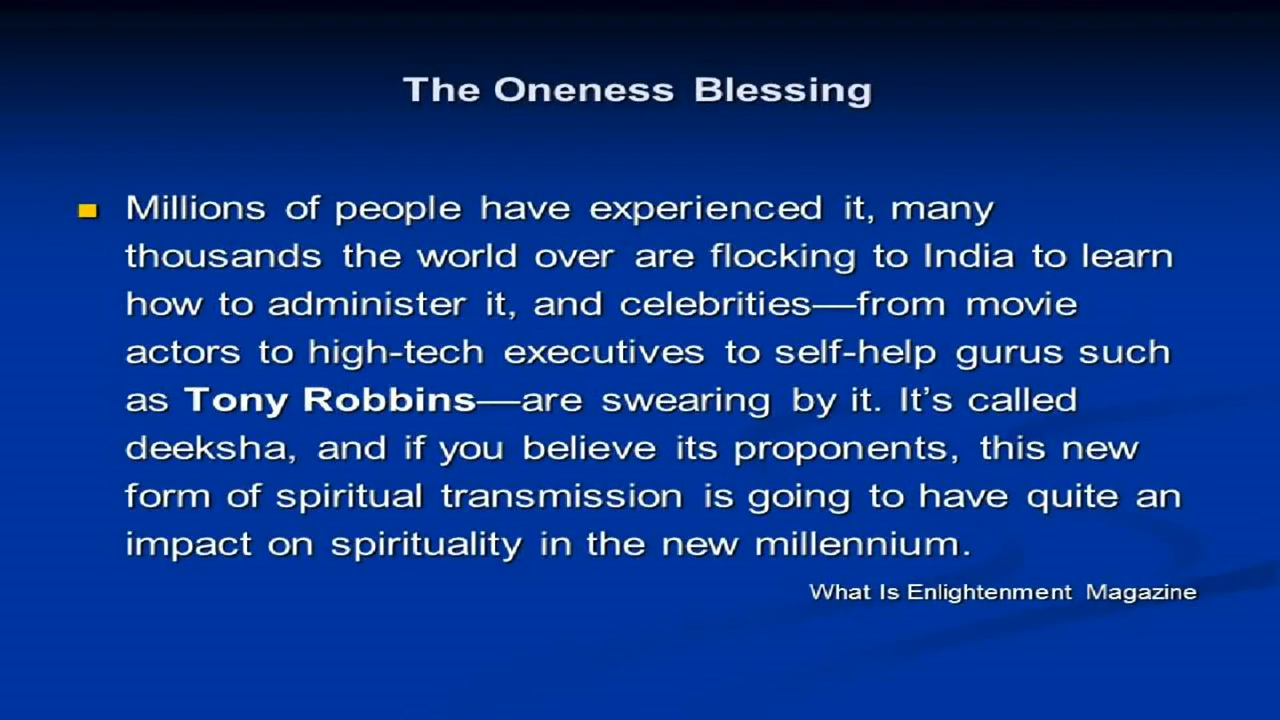 The Oneness Blessing
Millions of people have experienced it, many
thousands the world over are flocking to India to learn
how to administer it, and celebrities—from movie
actors to high-tech executives to self-help gurus such
as Tony Robbins—are swearing by it. It’s called
deeksha, and if you believe its proponents, this new
form of spiritual transmission is going to have quite an
impact on spirituality in the new millennium.
What Is Enlightenment Magazine